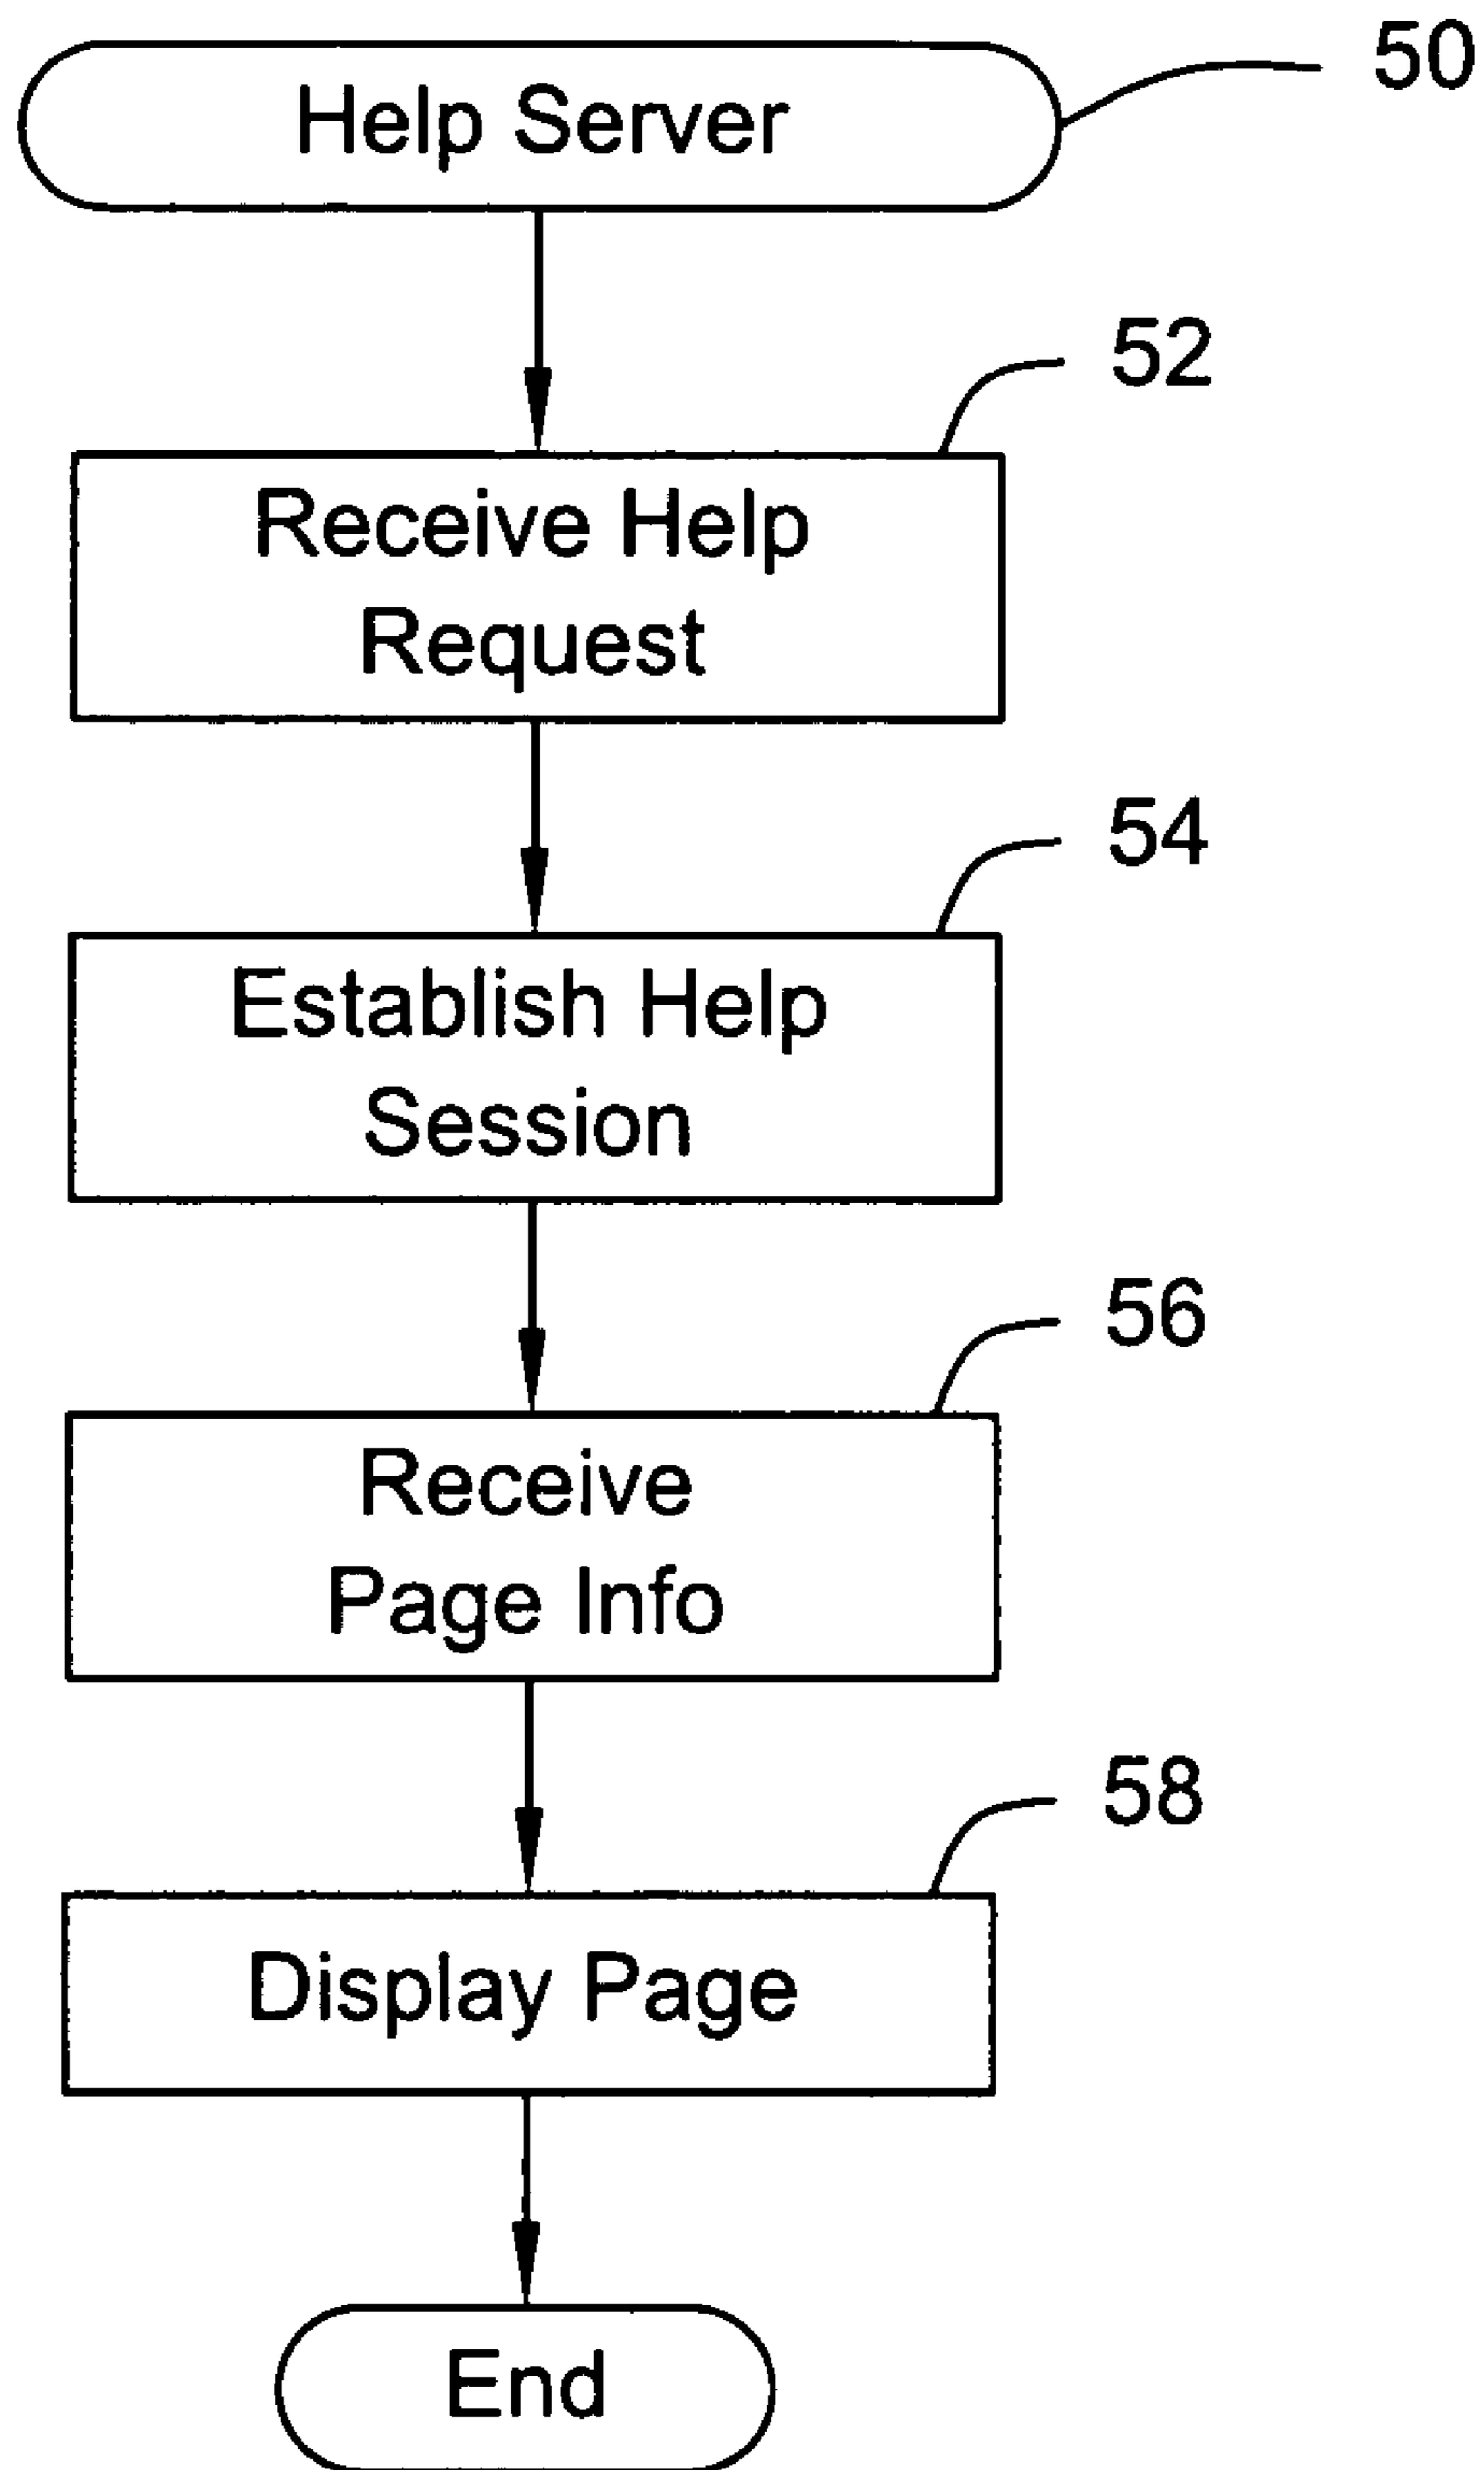 50
Help Server
52
Receive Help
Request
54
Establish Help
Session
56
Receive
Page Info
58
Display Page
End